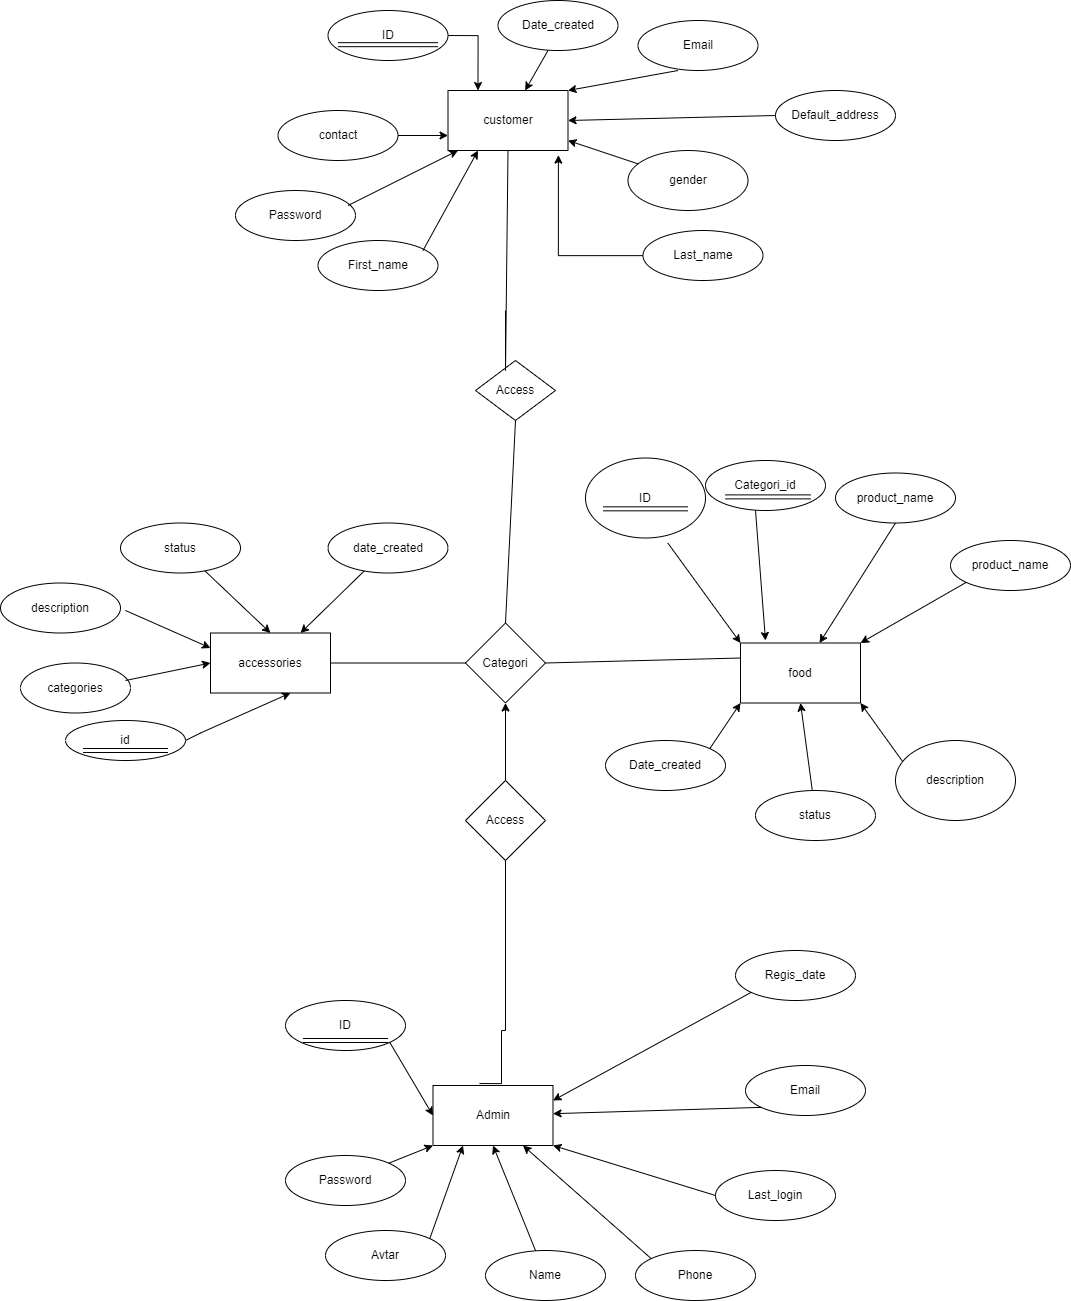 ID
Date_created
Email
customer
Default_address
contact
gender
Password
Last_name
First_name
Access
ID
Categori_id
product_name
status
date_created
product_name
description
accessories
Categori
food
categories
id
Date_created
description
status
Access
Regis_date
ID
Email
Admin
Password
Last_login
Avtar
Name
Phone